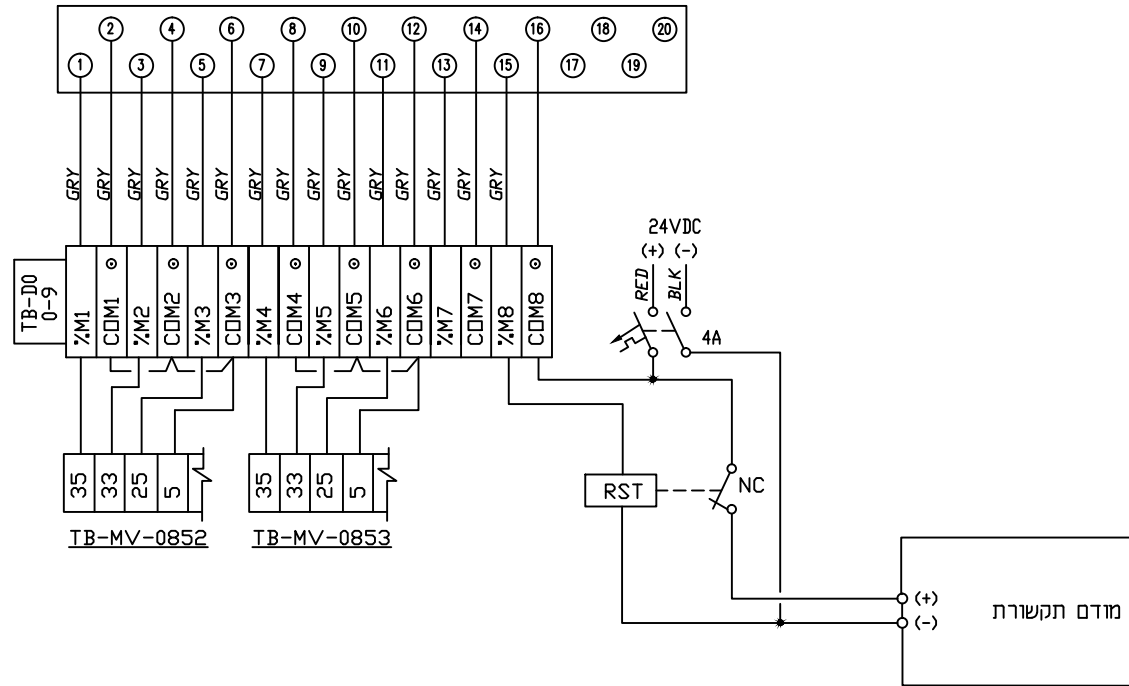 2 4 6 8 10 12 14 16 18 20
1 3 5 7 9 11 13 15 17 19
GRY GRY GRY GRY GRY GRY GRY GRY GRY GRY GRY GRY GRY GRY GRY
24VDC
(+) (-)
RED BLK
4A
TB-DO
0-9
%M1 COM1 %M2 COM2 %M3 COM3 %M4 COM4 %M5 COM5 %M6 COM6 %M7 COM7 %M8 COM8
35 33 25 5
35 33 25 5
TB-MV-0852 TB-MV-0853
RST
NC
(+)
(-)
מודם תקשורת